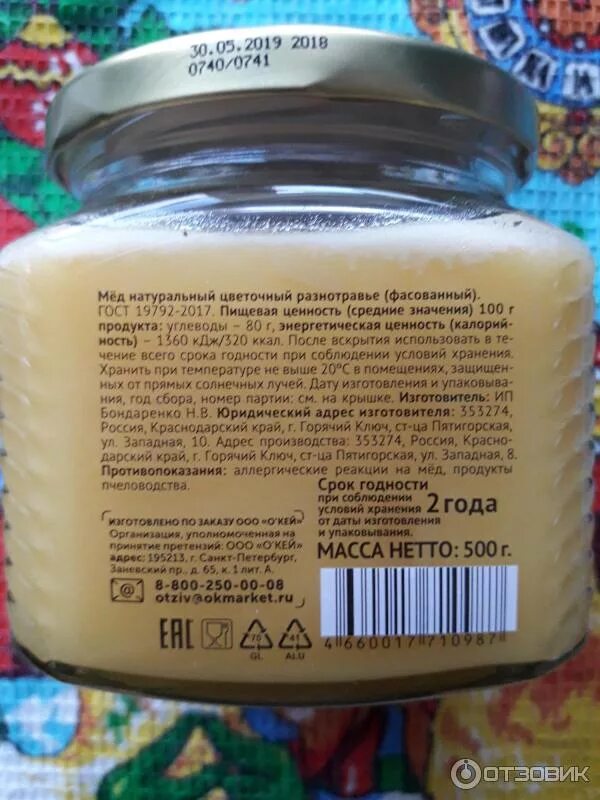 30.05.2019 2018
0740/0741
Мёд натуральный цветочный разнотравье (фасованный).
ГОСТ 19792-2017. Пищевая ценность (средние значения) 100 г
продукта: углеводы – 80 г, энергетическая ценность (калорий-
ность) – 1360 кДж/320 ккал. После вскрытия использовать в те-
чение всего срока годности при соблюдении условий хранения.
Хранить при температуре не выше 20°С в помещениях, защищен-
ных от прямых солнечных лучей. Дату изготовления и упаковыва-
ния, год сбора, номер партии: см. на крышке. Изготовитель: ИП
Бондаренко Н.В. Юридический адрес изготовителя: 353274,
Россия, Краснодарский край, г. Горячий Ключ, ст-ца Пятигорская,
ул. Западная, 10. Адрес производства: 353274, Россия, Красно-
дарский край, г. Горячий Ключ, ст-ца Пятигорская, ул. Западная, 8.
Противопоказания: аллергические реакции на мёд, продукты
пчеловодства.
Срок годности
при соблюдении
условий хранения 2 года
от даты изготовления
и упаковывания.
МАССА НЕТТО: 500 г.
ИЗГОТОВЛЕНО ПО ЗАКАЗУ ООО «О'КЕЙ»
Организация, уполномоченная на
принятие претензий: ООО «О'КЕЙ»
адрес: 195213, г. Санкт-Петербург,
Заневский пр., д. 65, к. 1 лит. А.
8-800-250-00-08
otziv@okmarket.ru
EAC
70
GL
41
ALU
4 660017 710987
ОТЗОВИК